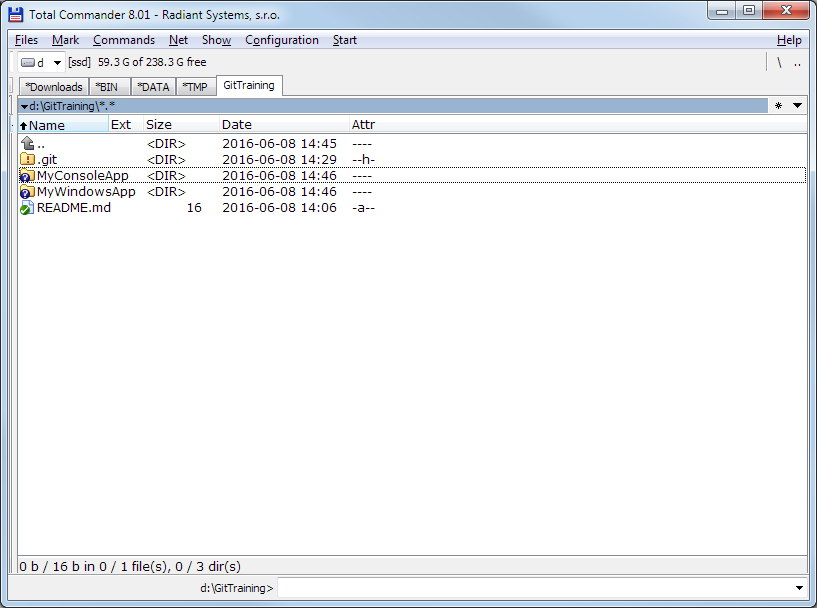 Total Commander 8.01 - Radiant Systems, s.r.o.
Files Mark Commands Net Show Configuration Start Help
d [ssd] 59.3 G of 238.3 G free \ ..
*Downloads *BIN *DATA *TMP GitTraining
d:\GitTraining\*.* * 
Name Ext Size Date Attr
.. <DIR> 2016-06-08 14:45 ----
.git <DIR> 2016-06-08 14:29 --h-
MyConsoleApp <DIR> 2016-06-08 14:46 ----
MyWindowsApp <DIR> 2016-06-08 14:46 ----
README.md 16 2016-06-08 14:06 -a--
0 b / 16 b in 0 / 1 file(s), 0 / 3 dir(s)
d:\GitTraining>